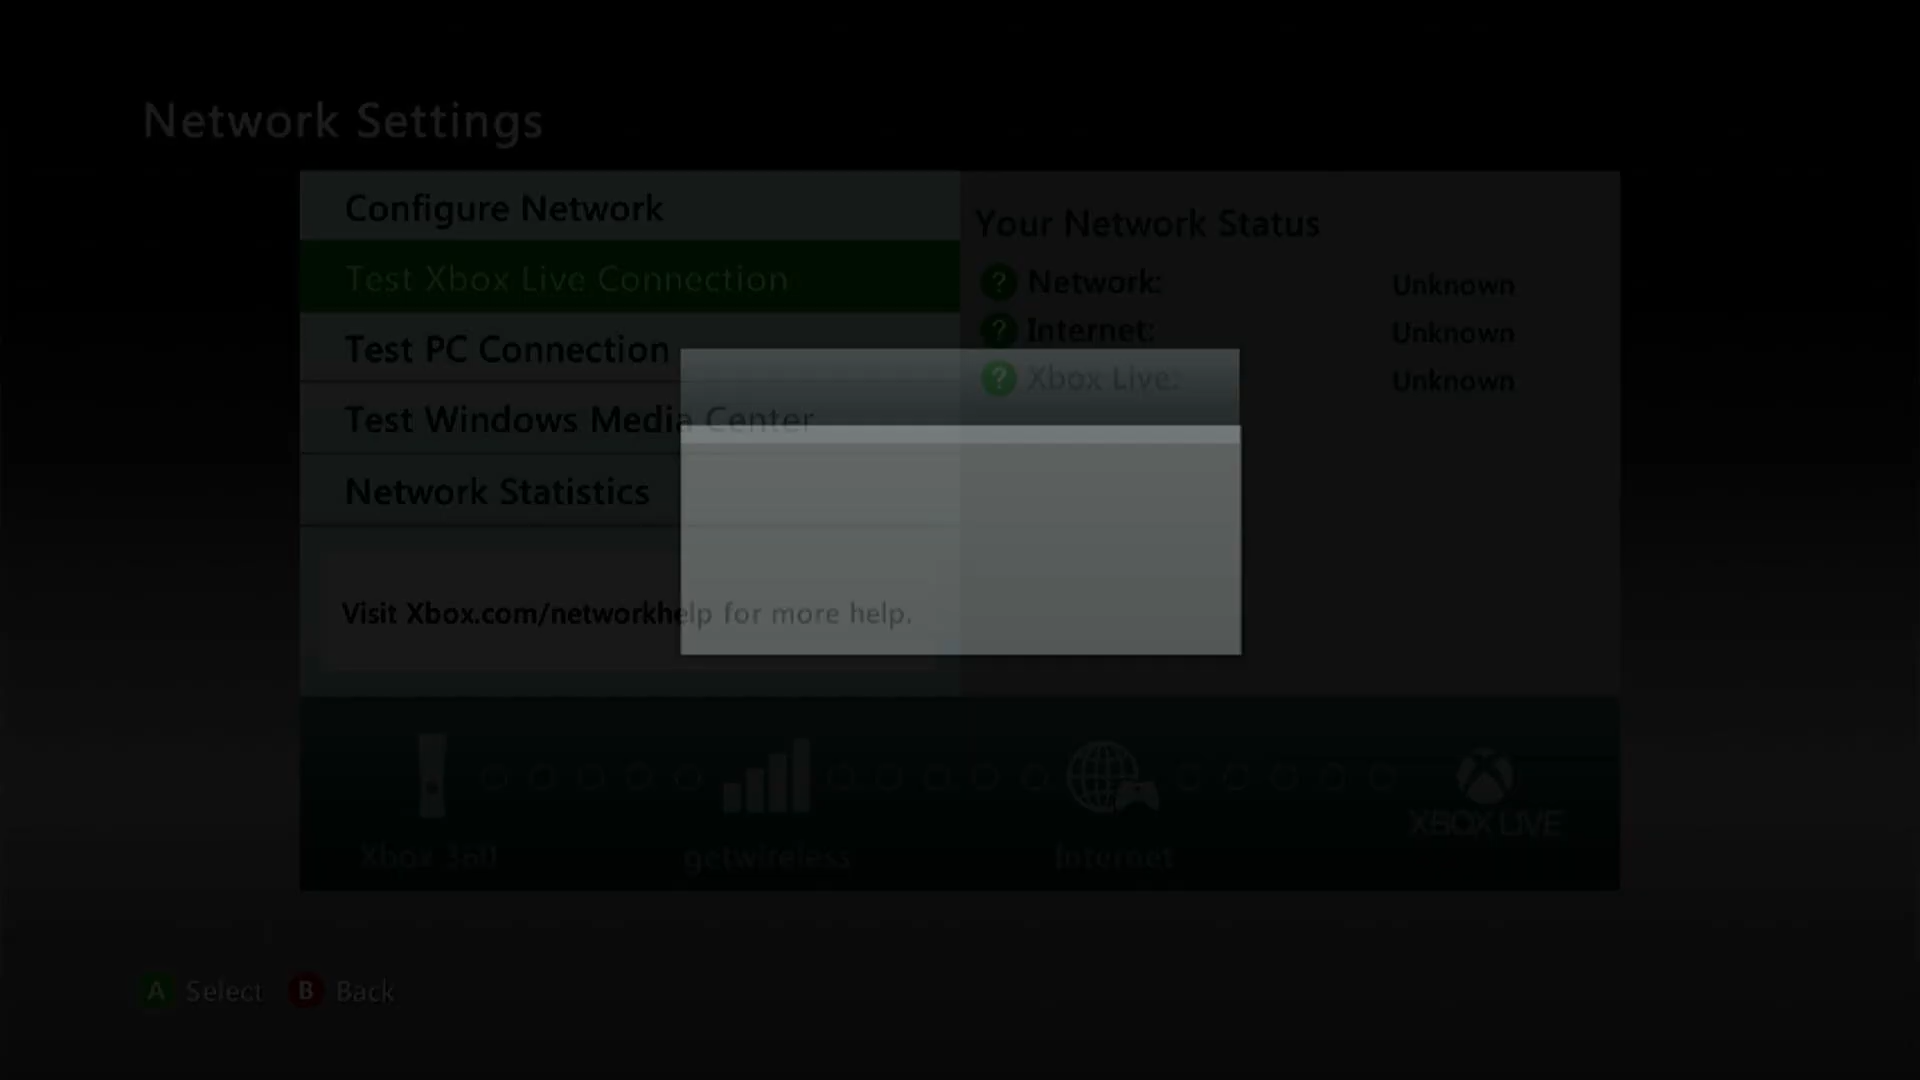 Network Settings
Configure Network
Test Xbox Live Connection
Test PC Connection
Test Windows Media Center
Network Statistics
Visit Xbox.com/networkhelp for more help.
Your Network Status
? Network: Unknown
? Internet: Unknown
? Xbox Live: Unknown
Xbox 360
getwireless
Internet
XBOX LIVE
A Select B Back